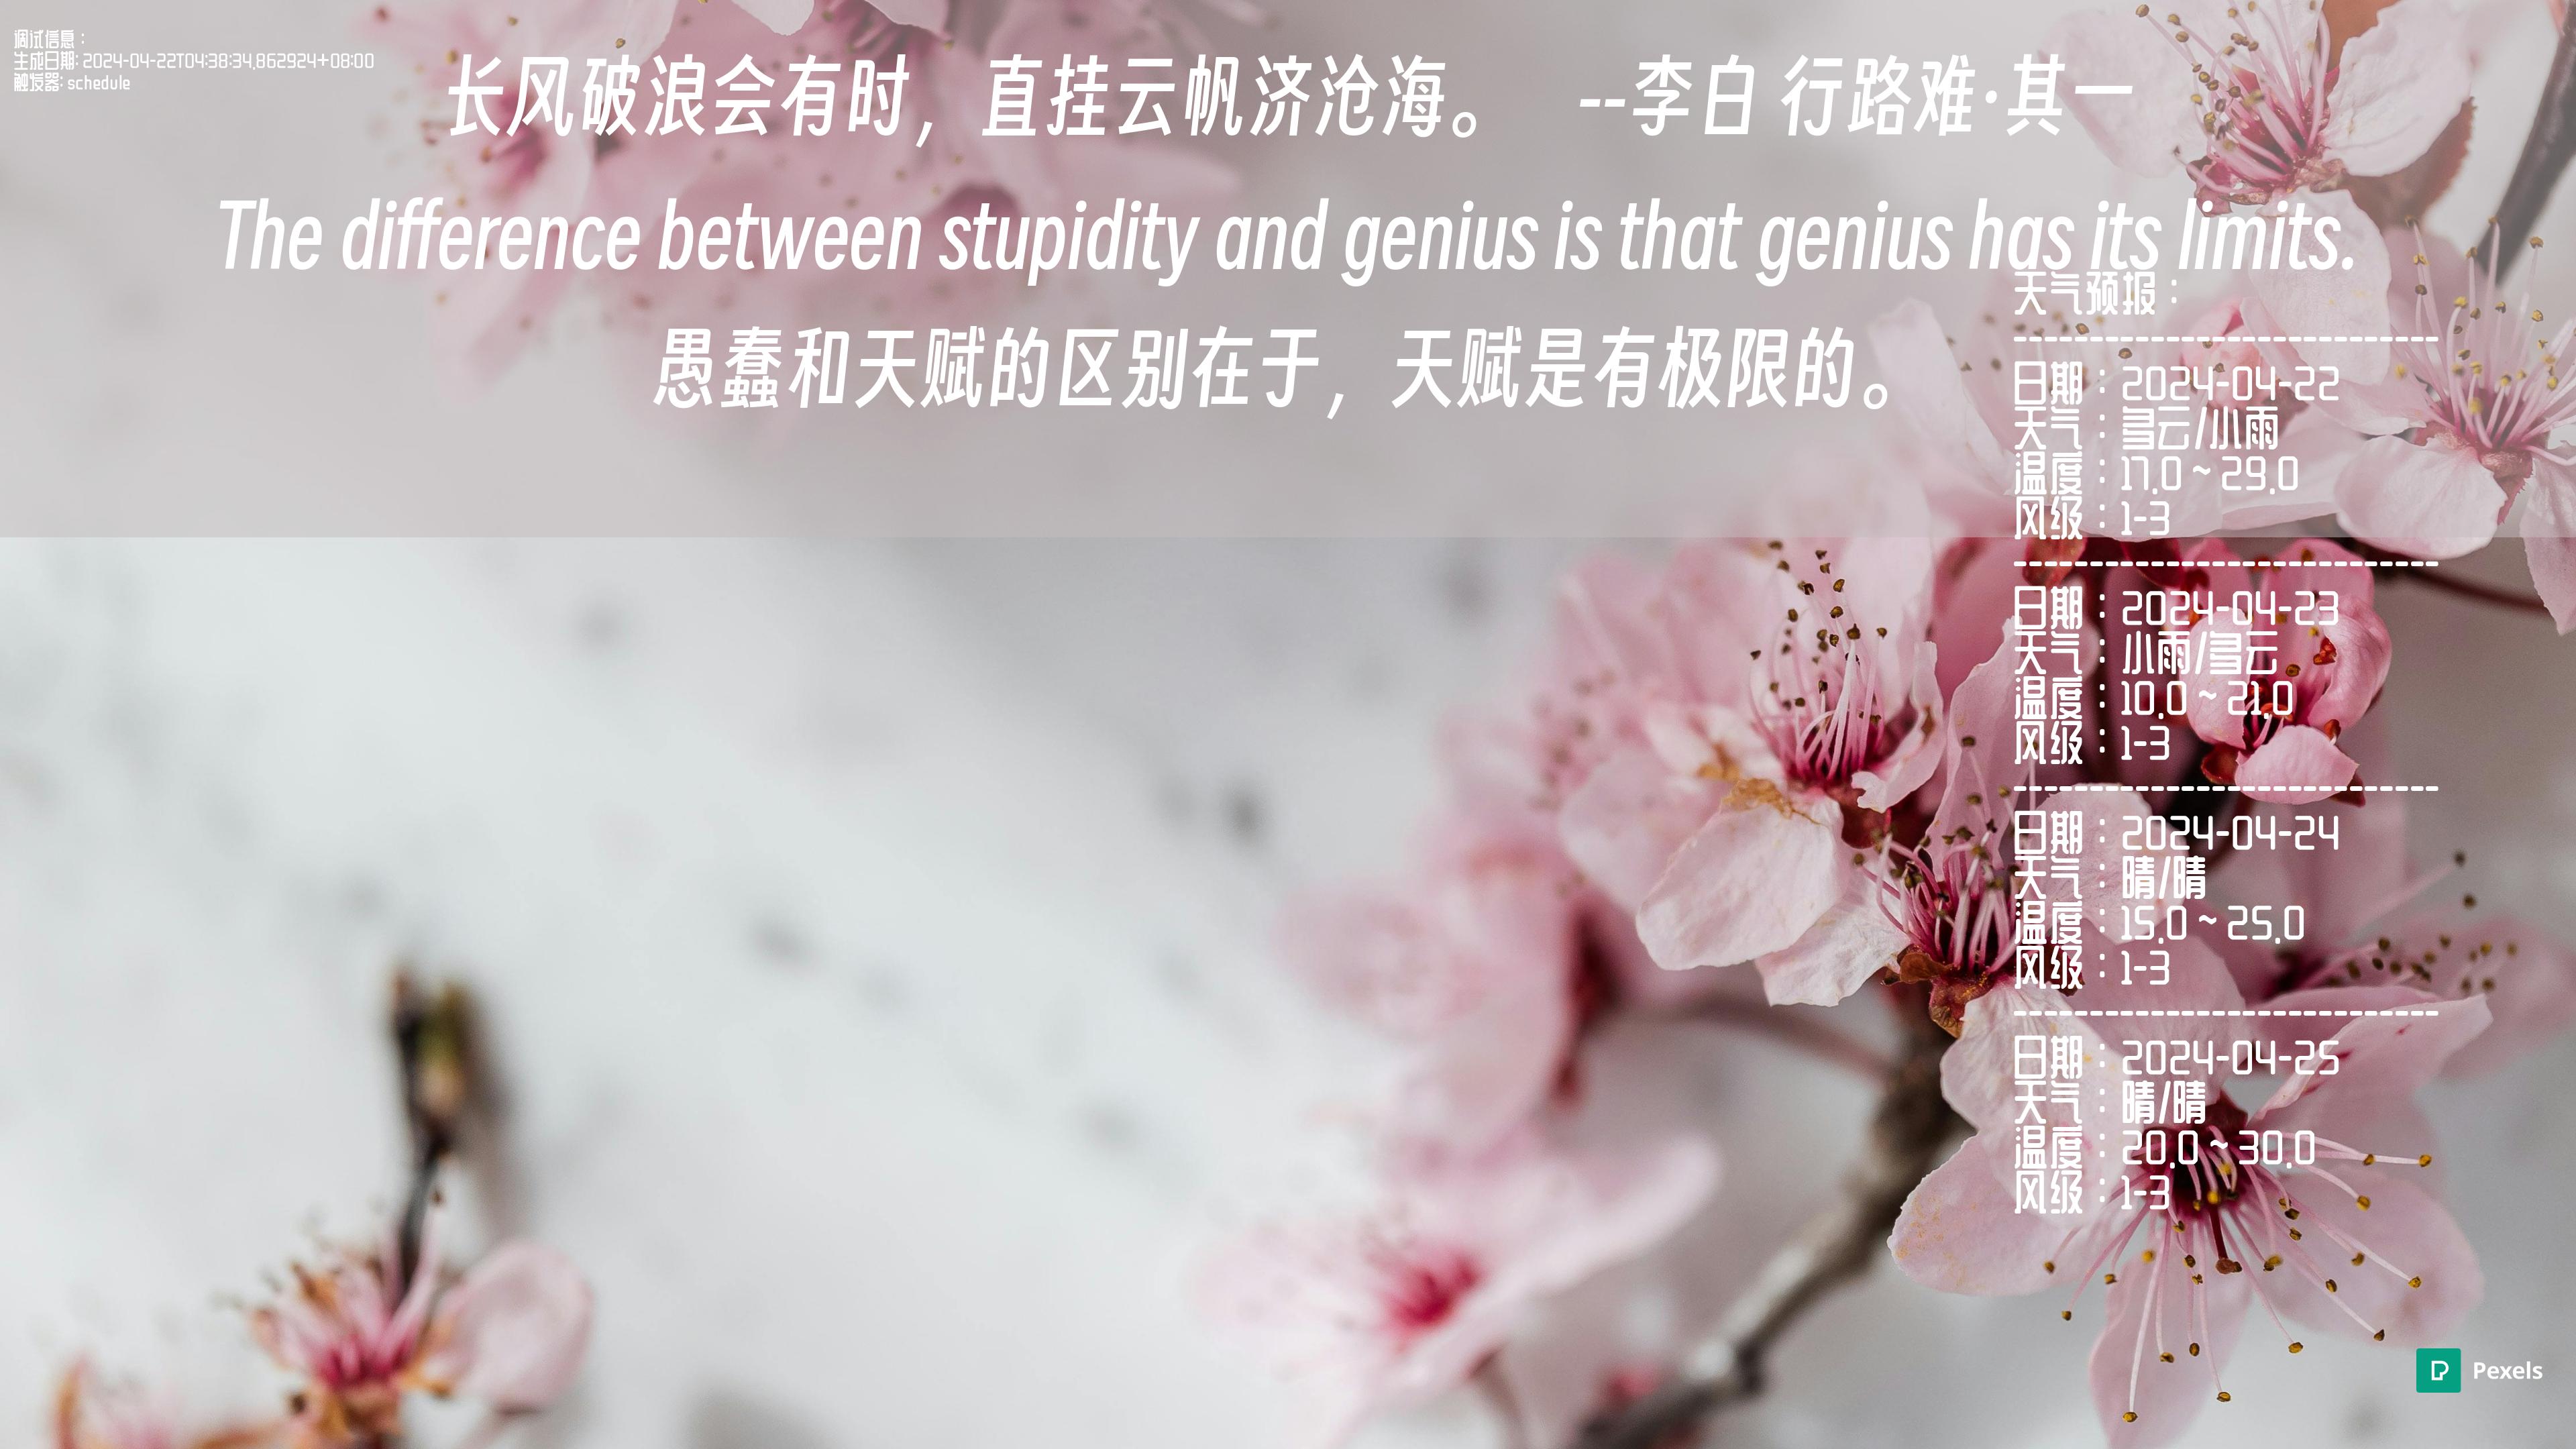 调试信息：
生成日期: 2024-04-22T04:38:34.862924+08:00
触发器: schedule
长风破浪会有时，直挂云帆济沧海。 --李白 行路难·其一
The difference between stupidity and genius is that genius has its limits.
愚蠢和天赋的区别在于，天赋是有极限的。
天气预报：
------------------------------
日期：2024-04-22
天气：多云/小雨
温度：17.0 ~ 29.0
风级：1-3
------------------------------
日期：2024-04-23
天气：小雨/多云
温度：10.0 ~ 21.0
风级：1-3
------------------------------
日期：2024-04-24
天气：晴/晴
温度：15.0 ~ 25.0
风级：1-3
------------------------------
日期：2024-04-25
天气：晴/晴
温度：20.0 ~ 30.0
风级：1-3
Pexels